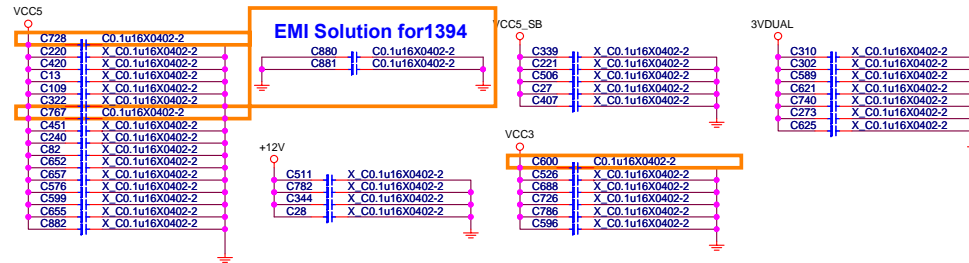 VCC5
C728 C0.1u16X0402-2
C220 X_C0.1u16X0402-2
C420 X_C0.1u16X0402-2
C13 X_C0.1u16X0402-2
C109 X_C0.1u16X0402-2
C322 X_C0.1u16X0402-2
C767 C0.1u16X0402-2
C451 X_C0.1u16X0402-2
C240 X_C0.1u16X0402-2
C82 X_C0.1u16X0402-2
C652 X_C0.1u16X0402-2
C657 X_C0.1u16X0402-2
C576 X_C0.1u16X0402-2
C599 X_C0.1u16X0402-2
C655 X_C0.1u16X0402-2
C882 X_C0.1u16X0402-2
EMI Solution for1394
C880 C0.1u16X0402-2
C881 C0.1u16X0402-2
+12V
C511 X_C0.1u16X0402-2
C782 X_C0.1u16X0402-2
C344 X_C0.1u16X0402-2
C28 X_C0.1u16X0402-2
VCC5_SB
C339 X_C0.1u16X0402-2
C221 X_C0.1u16X0402-2
C506 X_C0.1u16X0402-2
C27 X_C0.1u16X0402-2
C407 X_C0.1u16X0402-2
VCC3
C600 C0.1u16X0402-2
C526 X_C0.1u16X0402-2
C688 X_C0.1u16X0402-2
C726 X_C0.1u16X0402-2
C786 X_C0.1u16X0402-2
C596 X_C0.1u16X0402-2
3VDUAL
C310 X_C0.1u16X0402-2
C302 X_C0.1u16X0402-2
C589 X_C0.1u16X0402-2
C621 X_C0.1u16X0402-2
C740 X_C0.1u16X0402-2
C273 X_C0.1u16X0402-2
C625 X_C0.1u16X0402-2